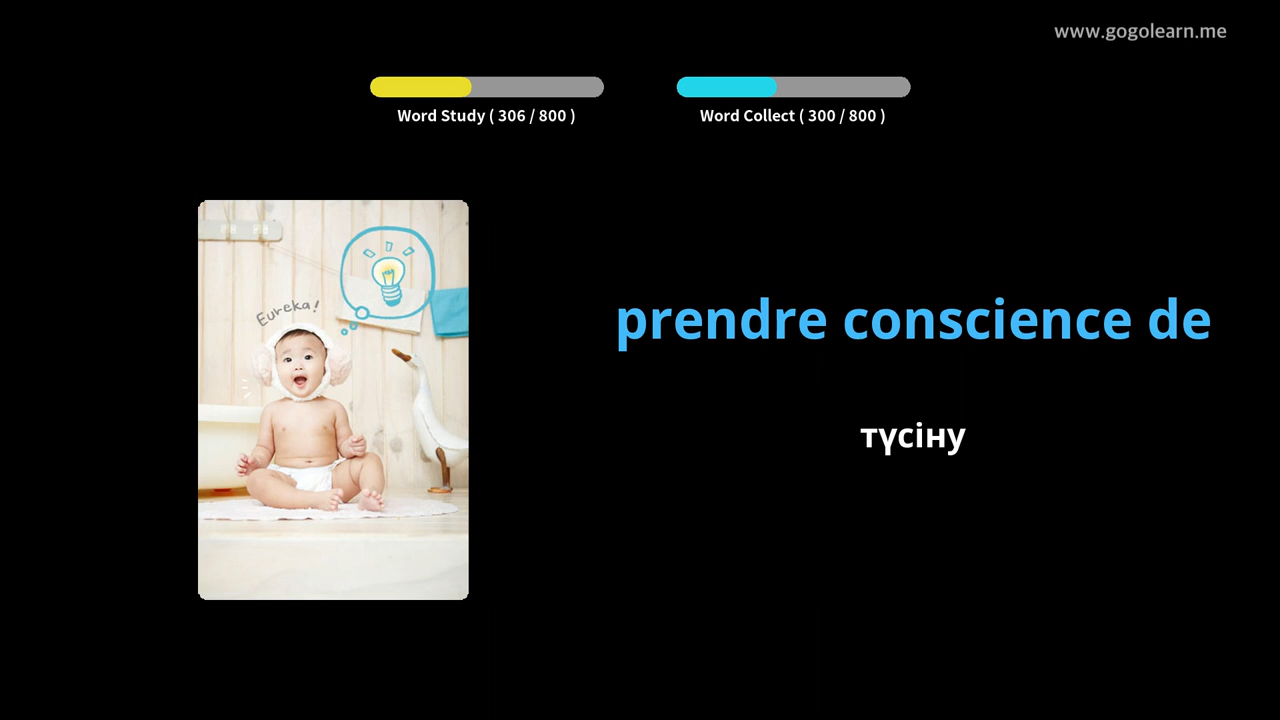 www.gogolearn.me
Word Study ( 306 / 800 )
Word Collect ( 300 / 800 )
Eureka!
prendre conscience de
түсіну